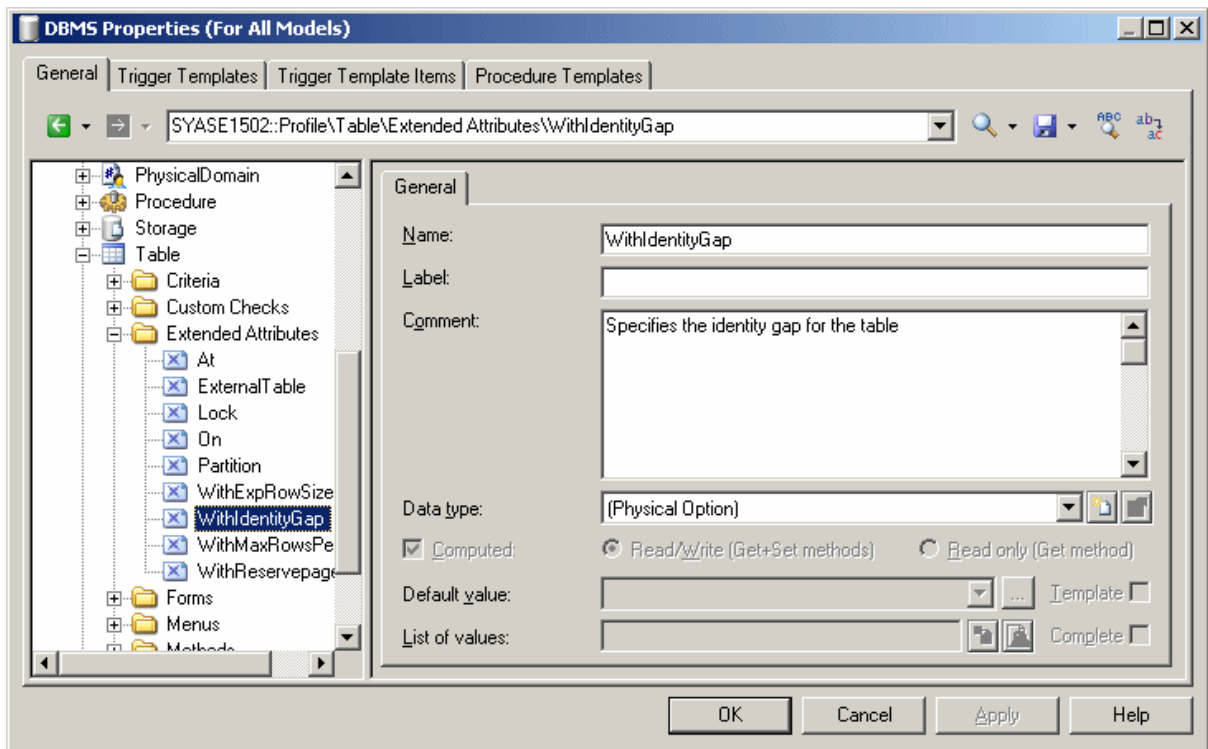 DBMS Properties (For All Models)
General Trigger Templates Trigger Template Items Procedure Templates
SYASE1502::Profile\Table\Extended Attributes\WithIdentityGap
ABC
ab
ac
PhysicalDomain
Procedure
Storage
Table
Criteria
Custom Checks
Extended Attributes
At
ExternalTable
Lock
On
Partition
WithExpRowSize
WithIdentityGap
WithMaxRowsPe
WithReservepage
Forms
Menus
Methods
General
Name: WithIdentityGap
Label:
Comment: Specifies the identity gap for the table
Data type: (Physical Option)
Computed: Read/Write (Get+Set methods) Read only (Get method)
Default value: ... Template
List of values: Complete
OK Cancel Apply Help